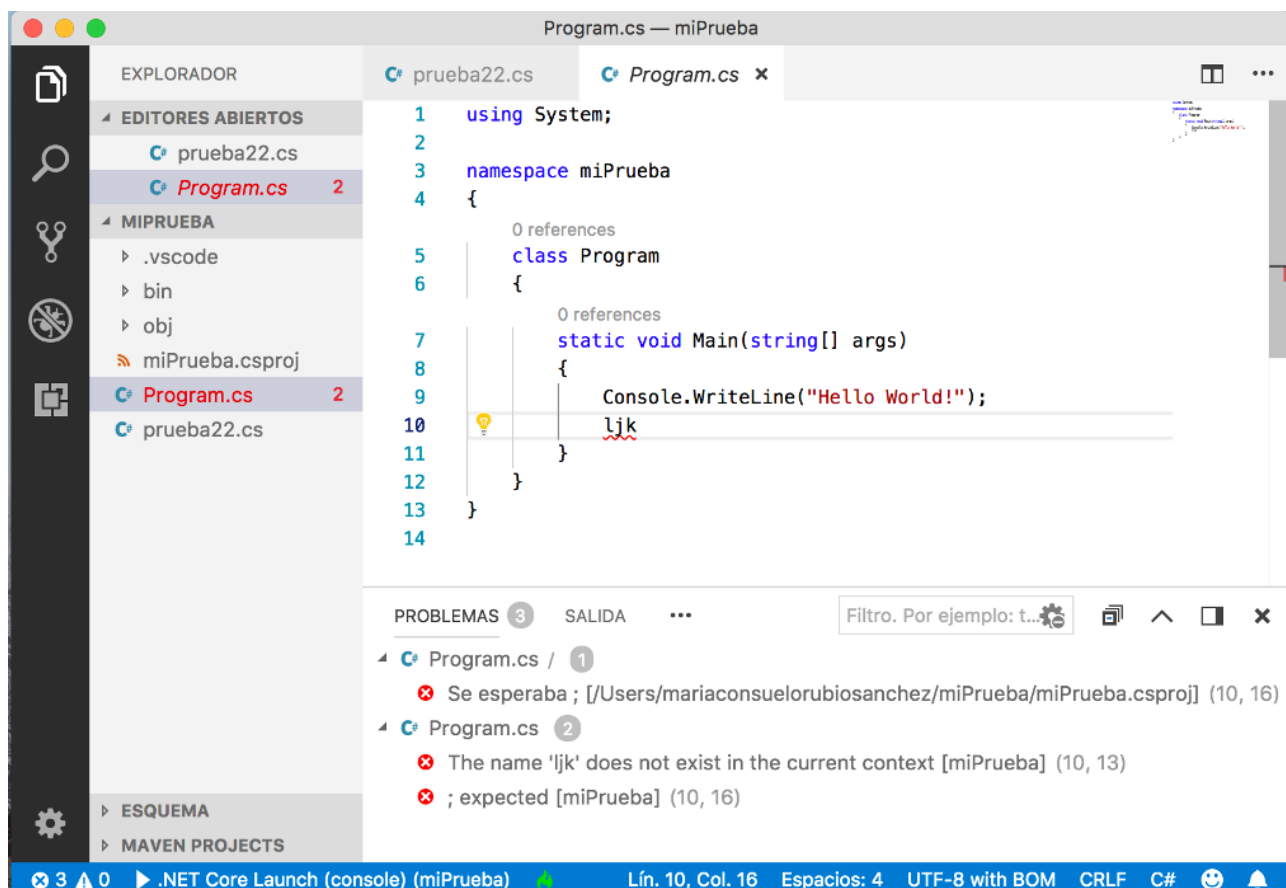 Program.cs — miPrueba
EXPLORADOR
EDITORES ABIERTOS
C# prueba22.cs
C# Program.cs 2
MIPRUEBA
.vscode
bin
obj
miPrueba.csproj
C# Program.cs 2
C# prueba22.cs
ESQUEMA
MAVEN PROJECTS
C# prueba22.cs C# Program.cs ×
1 using System;
2
3 namespace miPrueba
4 {
0 references
5 class Program
6 {
0 references
7 static void Main(string[] args)
8 {
9 Console.WriteLine("Hello World!");
10 ljk
11 }
12 }
13 }
14
PROBLEMAS 3 SALIDA ···
Filtro. Por ejemplo: t...
C# Program.cs / 1
Se esperaba ; [/Users/mariaconsuelorubiosanchez/miPrueba/miPrueba.csproj] (10, 16)
C# Program.cs 2
The name 'ljk' does not exist in the current context [miPrueba] (10, 13)
; expected [miPrueba] (10, 16)
3 0 .NET Core Launch (console) (miPrueba) Lín. 10, Col. 16 Espacios: 4 UTF-8 with BOM CRLF C#